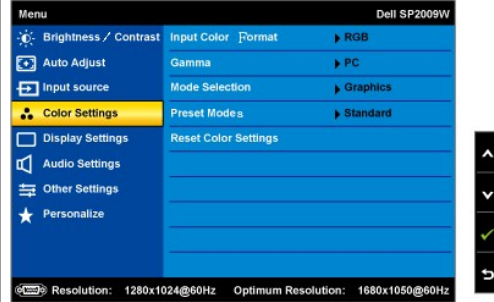 Menu Dell SP2009W
Brightness / Contrast Input Color Format RGB
Auto Adjust Gamma PC
Input source Mode Selection Graphics
Color Settings Preset Modes Standard
Display Settings Reset Color Settings
Audio Settings
Other Settings
Personalize
Resolution: 1280x1024@60Hz Optimum Resolution: 1680x1050@60Hz